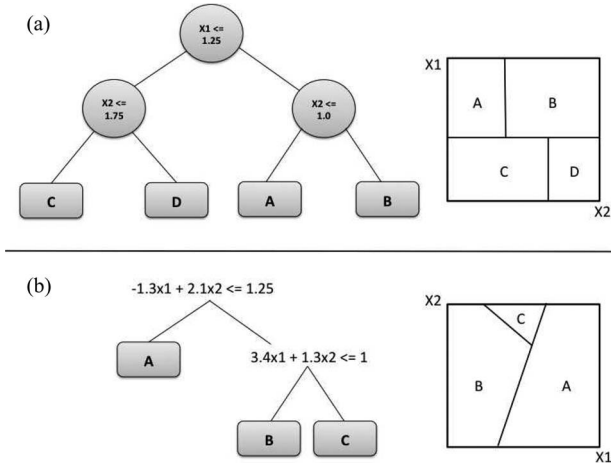 (a)
X1 <=
1.25
X2 <=
1.75
X2 <=
1.0
C
D
A
B
X1
A
B
C
D
X2
(b)
-1.3x1 + 2.1x2 <= 1.25
A
3.4x1 + 1.3x2 <= 1
B
C
X2
C
B
A
X1